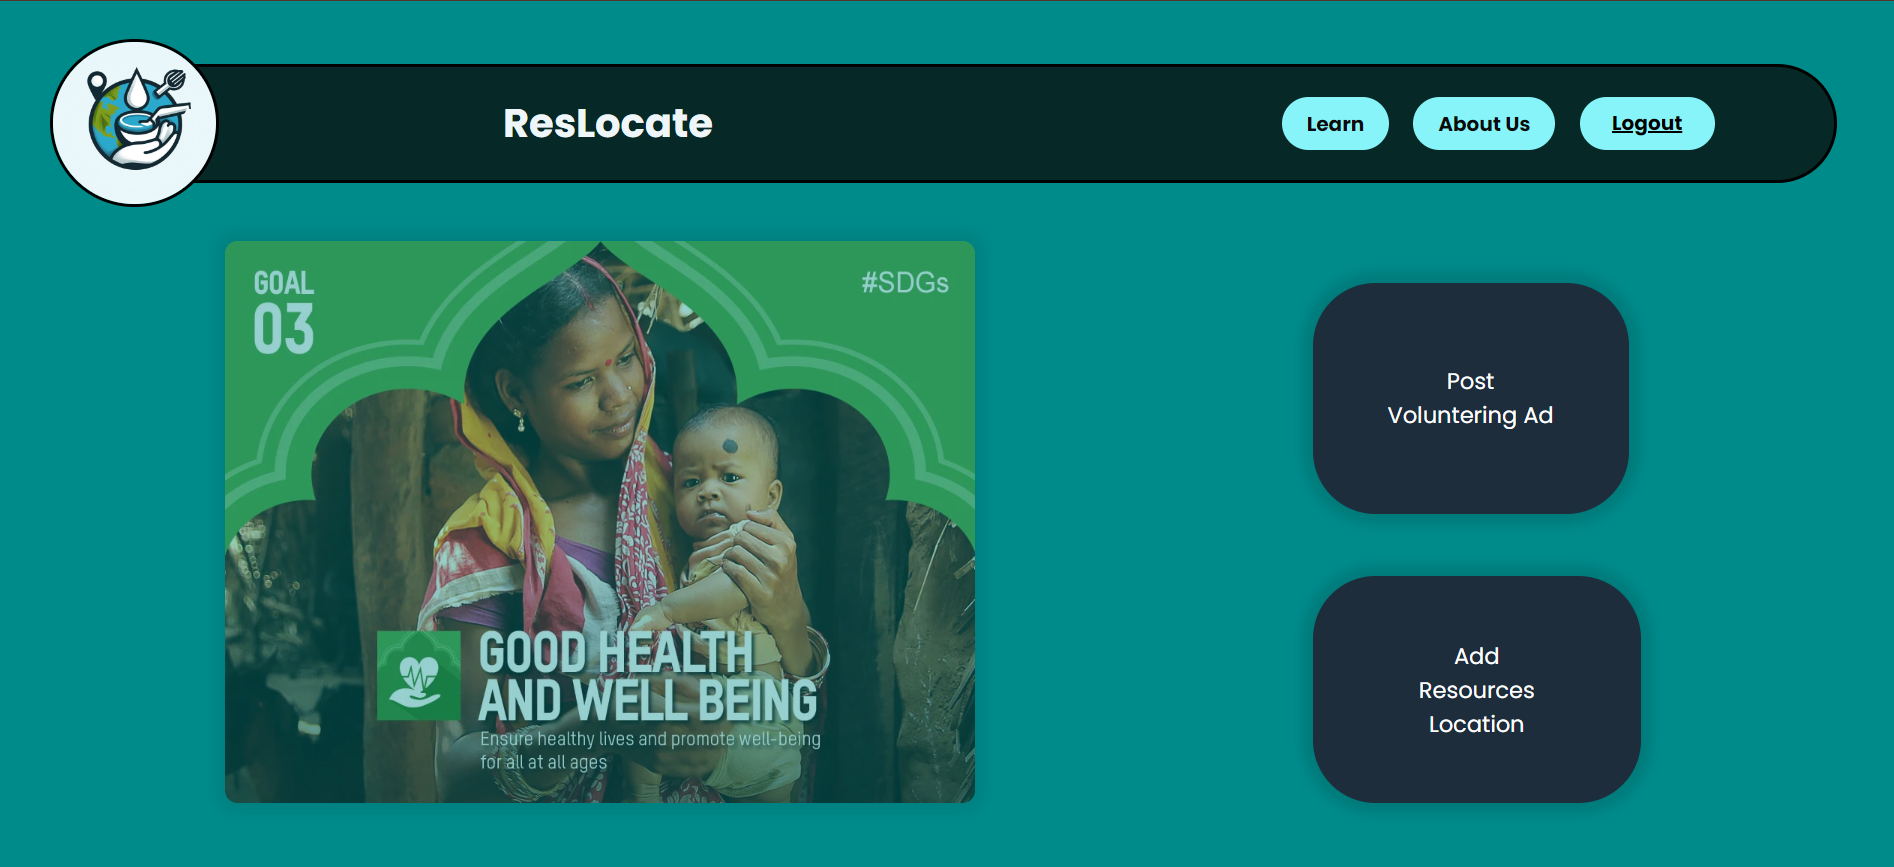 ResLocate
Learn
About Us
Logout
GOAL
03
#SDGs
GOOD HEALTH
AND WELL BEING
Ensure healthy lives and promote well-being
for all at all ages
Post
Voluntering Ad
Add
Resources
Location